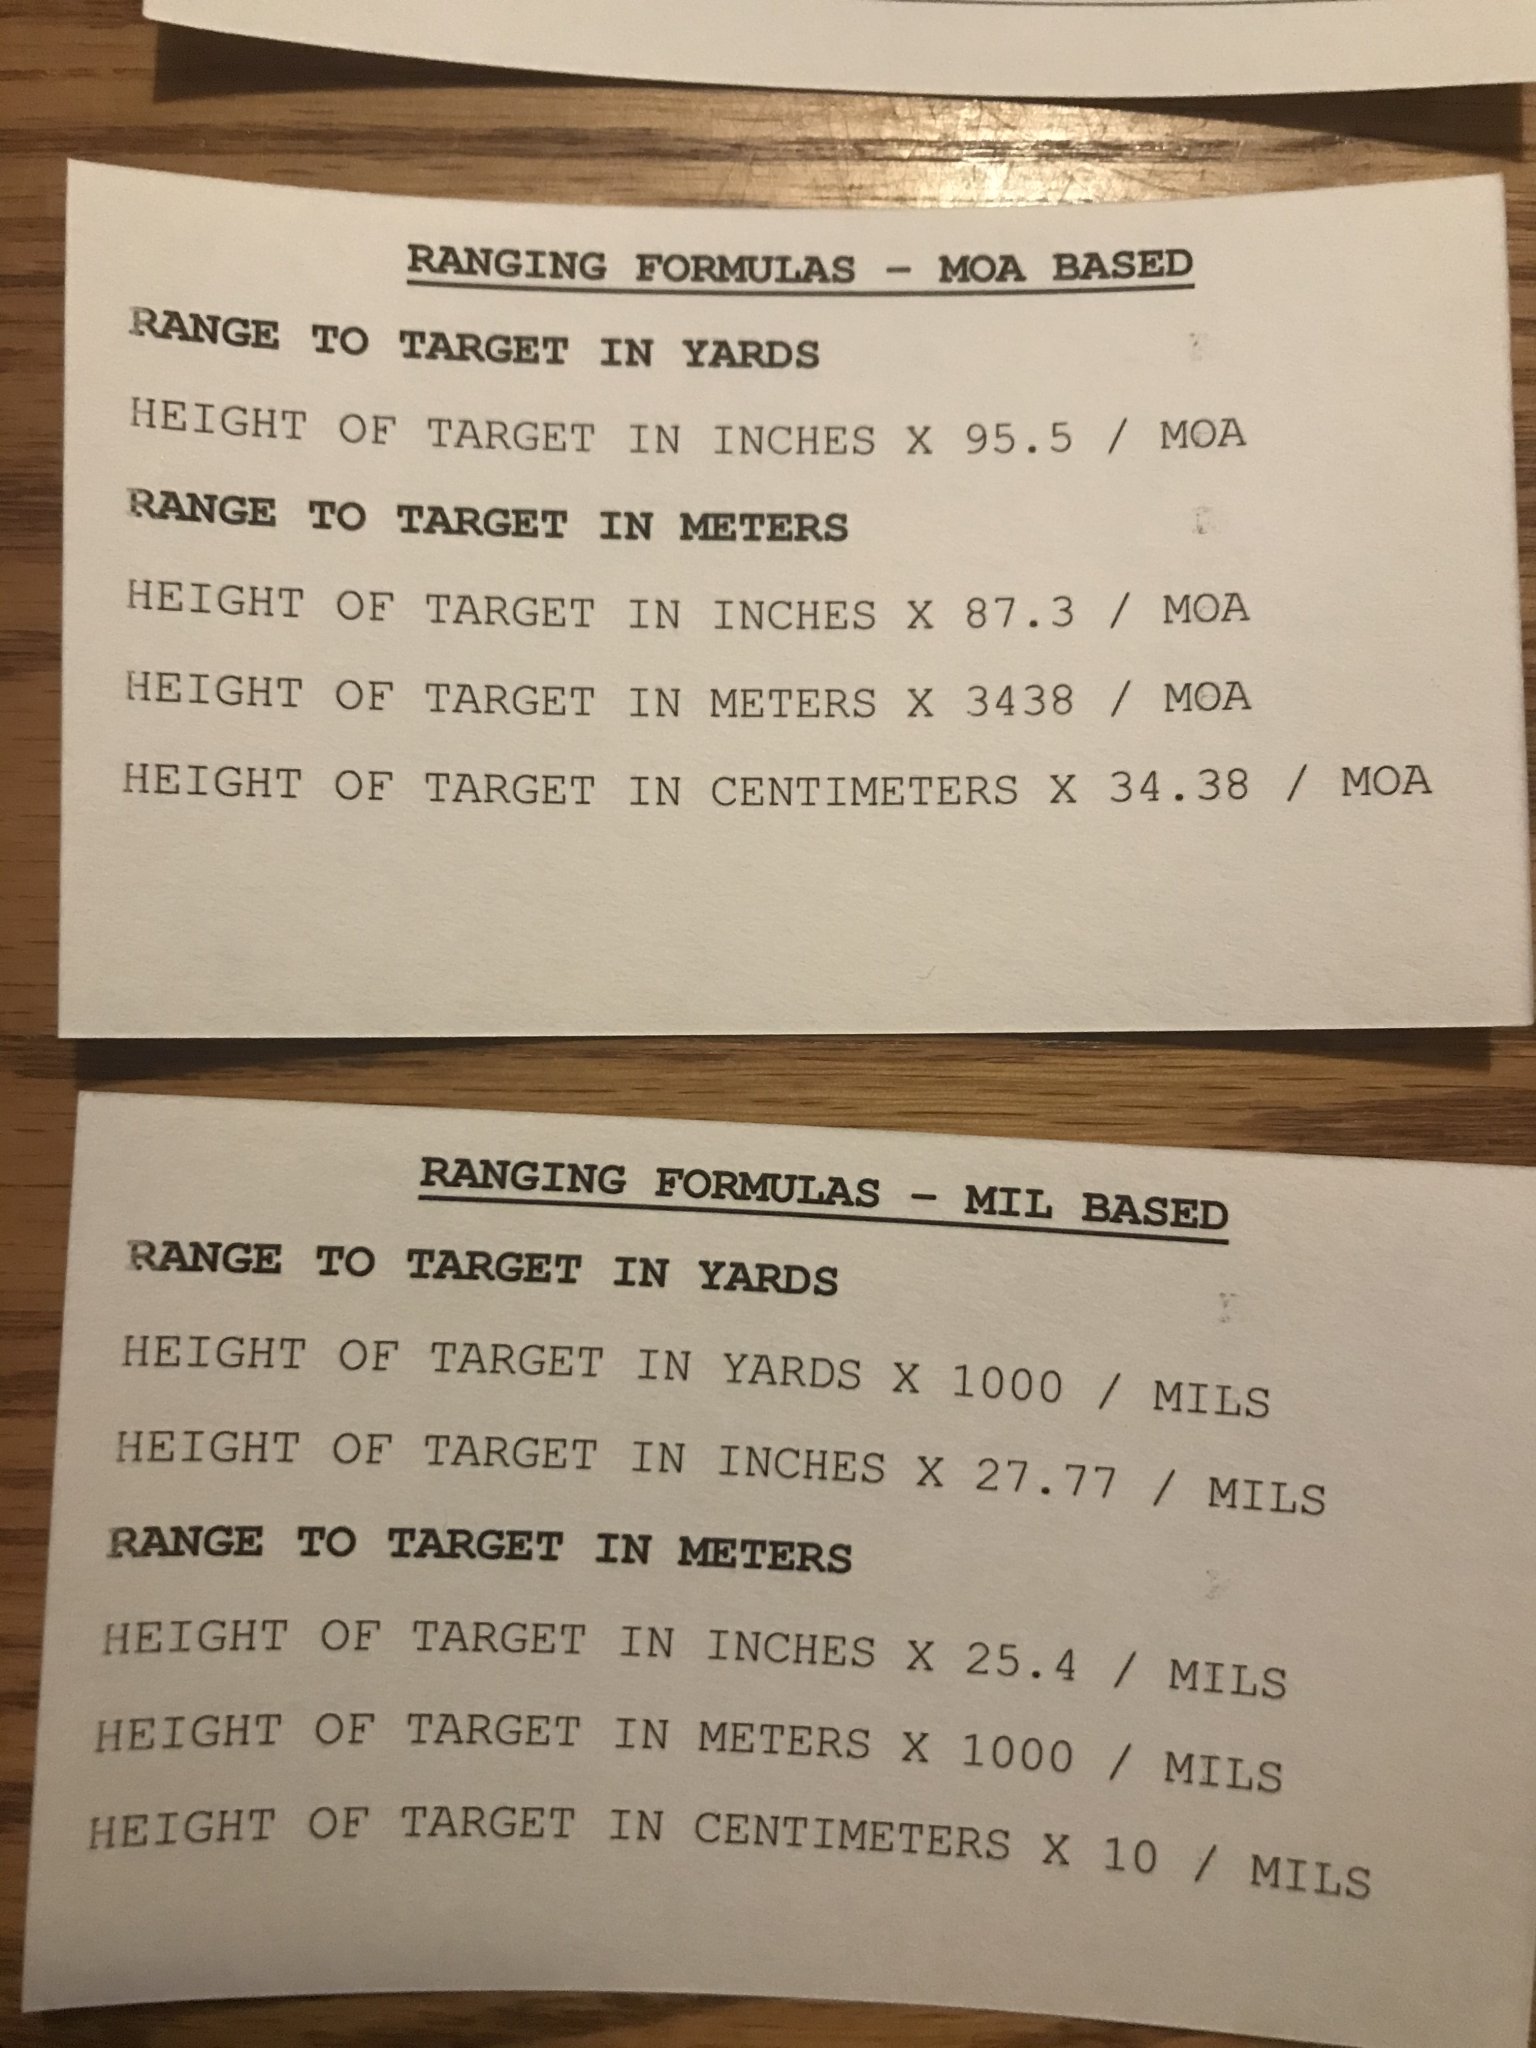 RANGING FORMULAS - MOA BASED
RANGE TO TARGET IN YARDS
HEIGHT OF TARGET IN INCHES X 95.5 / MOA
RANGE TO TARGET IN METERS
HEIGHT OF TARGET IN INCHES X 87.3 / MOA
HEIGHT OF TARGET IN METERS X 3438 / MOA
HEIGHT OF TARGET IN CENTIMETERS X 34.38 / MOA
RANGING FORMULAS - MIL BASED
RANGE TO TARGET IN YARDS
HEIGHT OF TARGET IN YARDS X 1000 / MILS
HEIGHT OF TARGET IN INCHES X 27.77 / MILS
RANGE TO TARGET IN METERS
HEIGHT OF TARGET IN INCHES X 25.4 / MILS
HEIGHT OF TARGET IN METERS X 1000 / MILS
HEIGHT OF TARGET IN CENTIMETERS X 10 / MILS